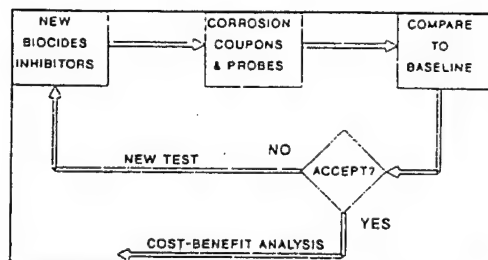 NEW
BIOCIDES
INHIBITORS
CORROSION
COUPONS
& PROBES
COMPARE
TO
BASELINE
NO
NEW TEST
ACCEPT?
YES
COST-BENEFIT ANALYSIS